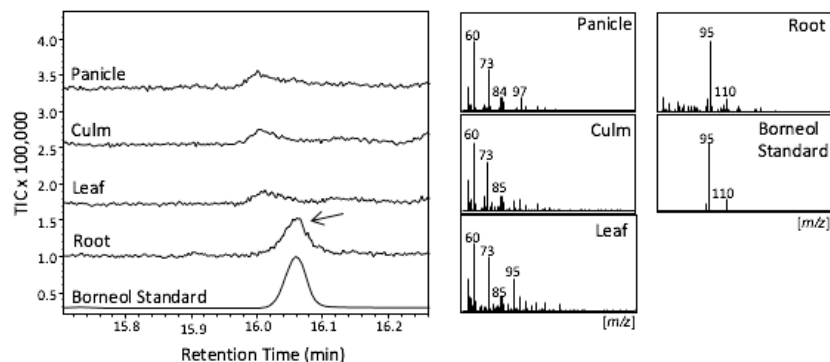 TIC x 100,000
4.0
3.5
3.0
2.5
2.0
1.5
1.0
0.5
Panicle
Culm
Leaf
Root
Borneol Standard
15.8
15.9
16.0
16.1
16.2
Retention Time (min)
Panicle
60
73
84
97
Culm
60
73
85
Leaf
60
73
85
95
[m/z]
Root
95
110
Borneol
Standard
95
110
[m/z]